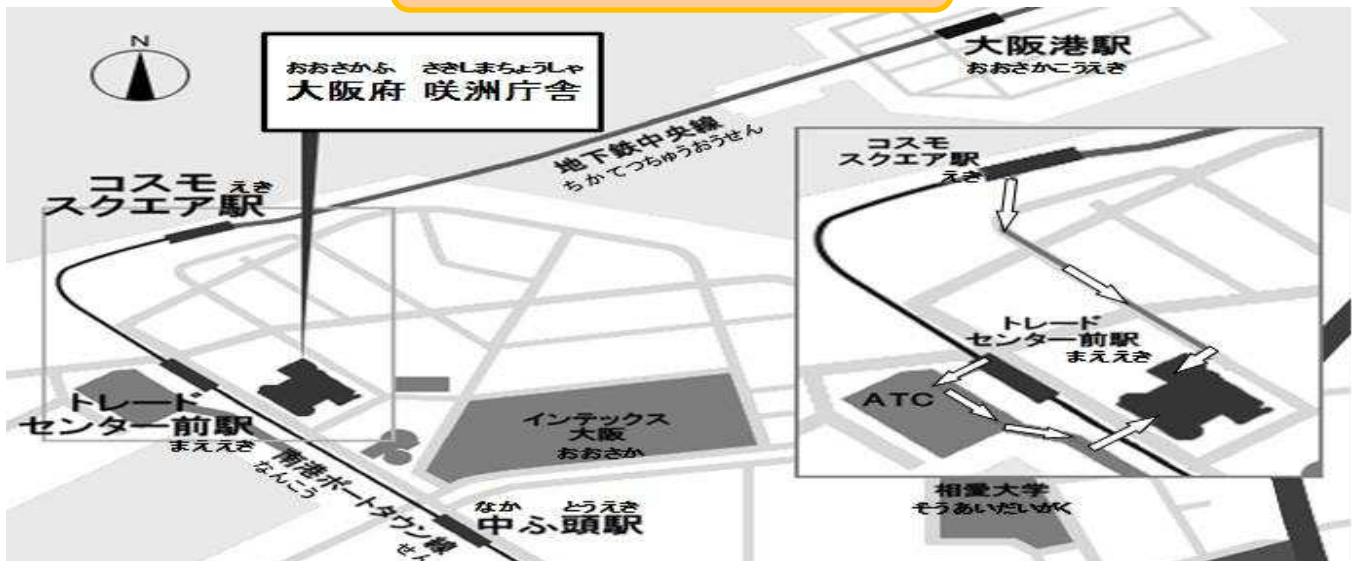 N
おおさかふ さきしまちょうしゃ
大阪府 咲洲庁舎
大阪港駅
おおさかこうえき
地下鉄中央線
ちかてつちゅうおうせん
コスモ
スクエア駅
えき
トレード
センター前駅
まええき
インテックス
大阪
おおさか
南港ポートタウン線
なんこう
せん
なか とうえき
中ふ頭駅
コスモ
スクエア駅
えき
トレード
センター前駅
まええき
ATC
相愛大学
そうあいだいがく